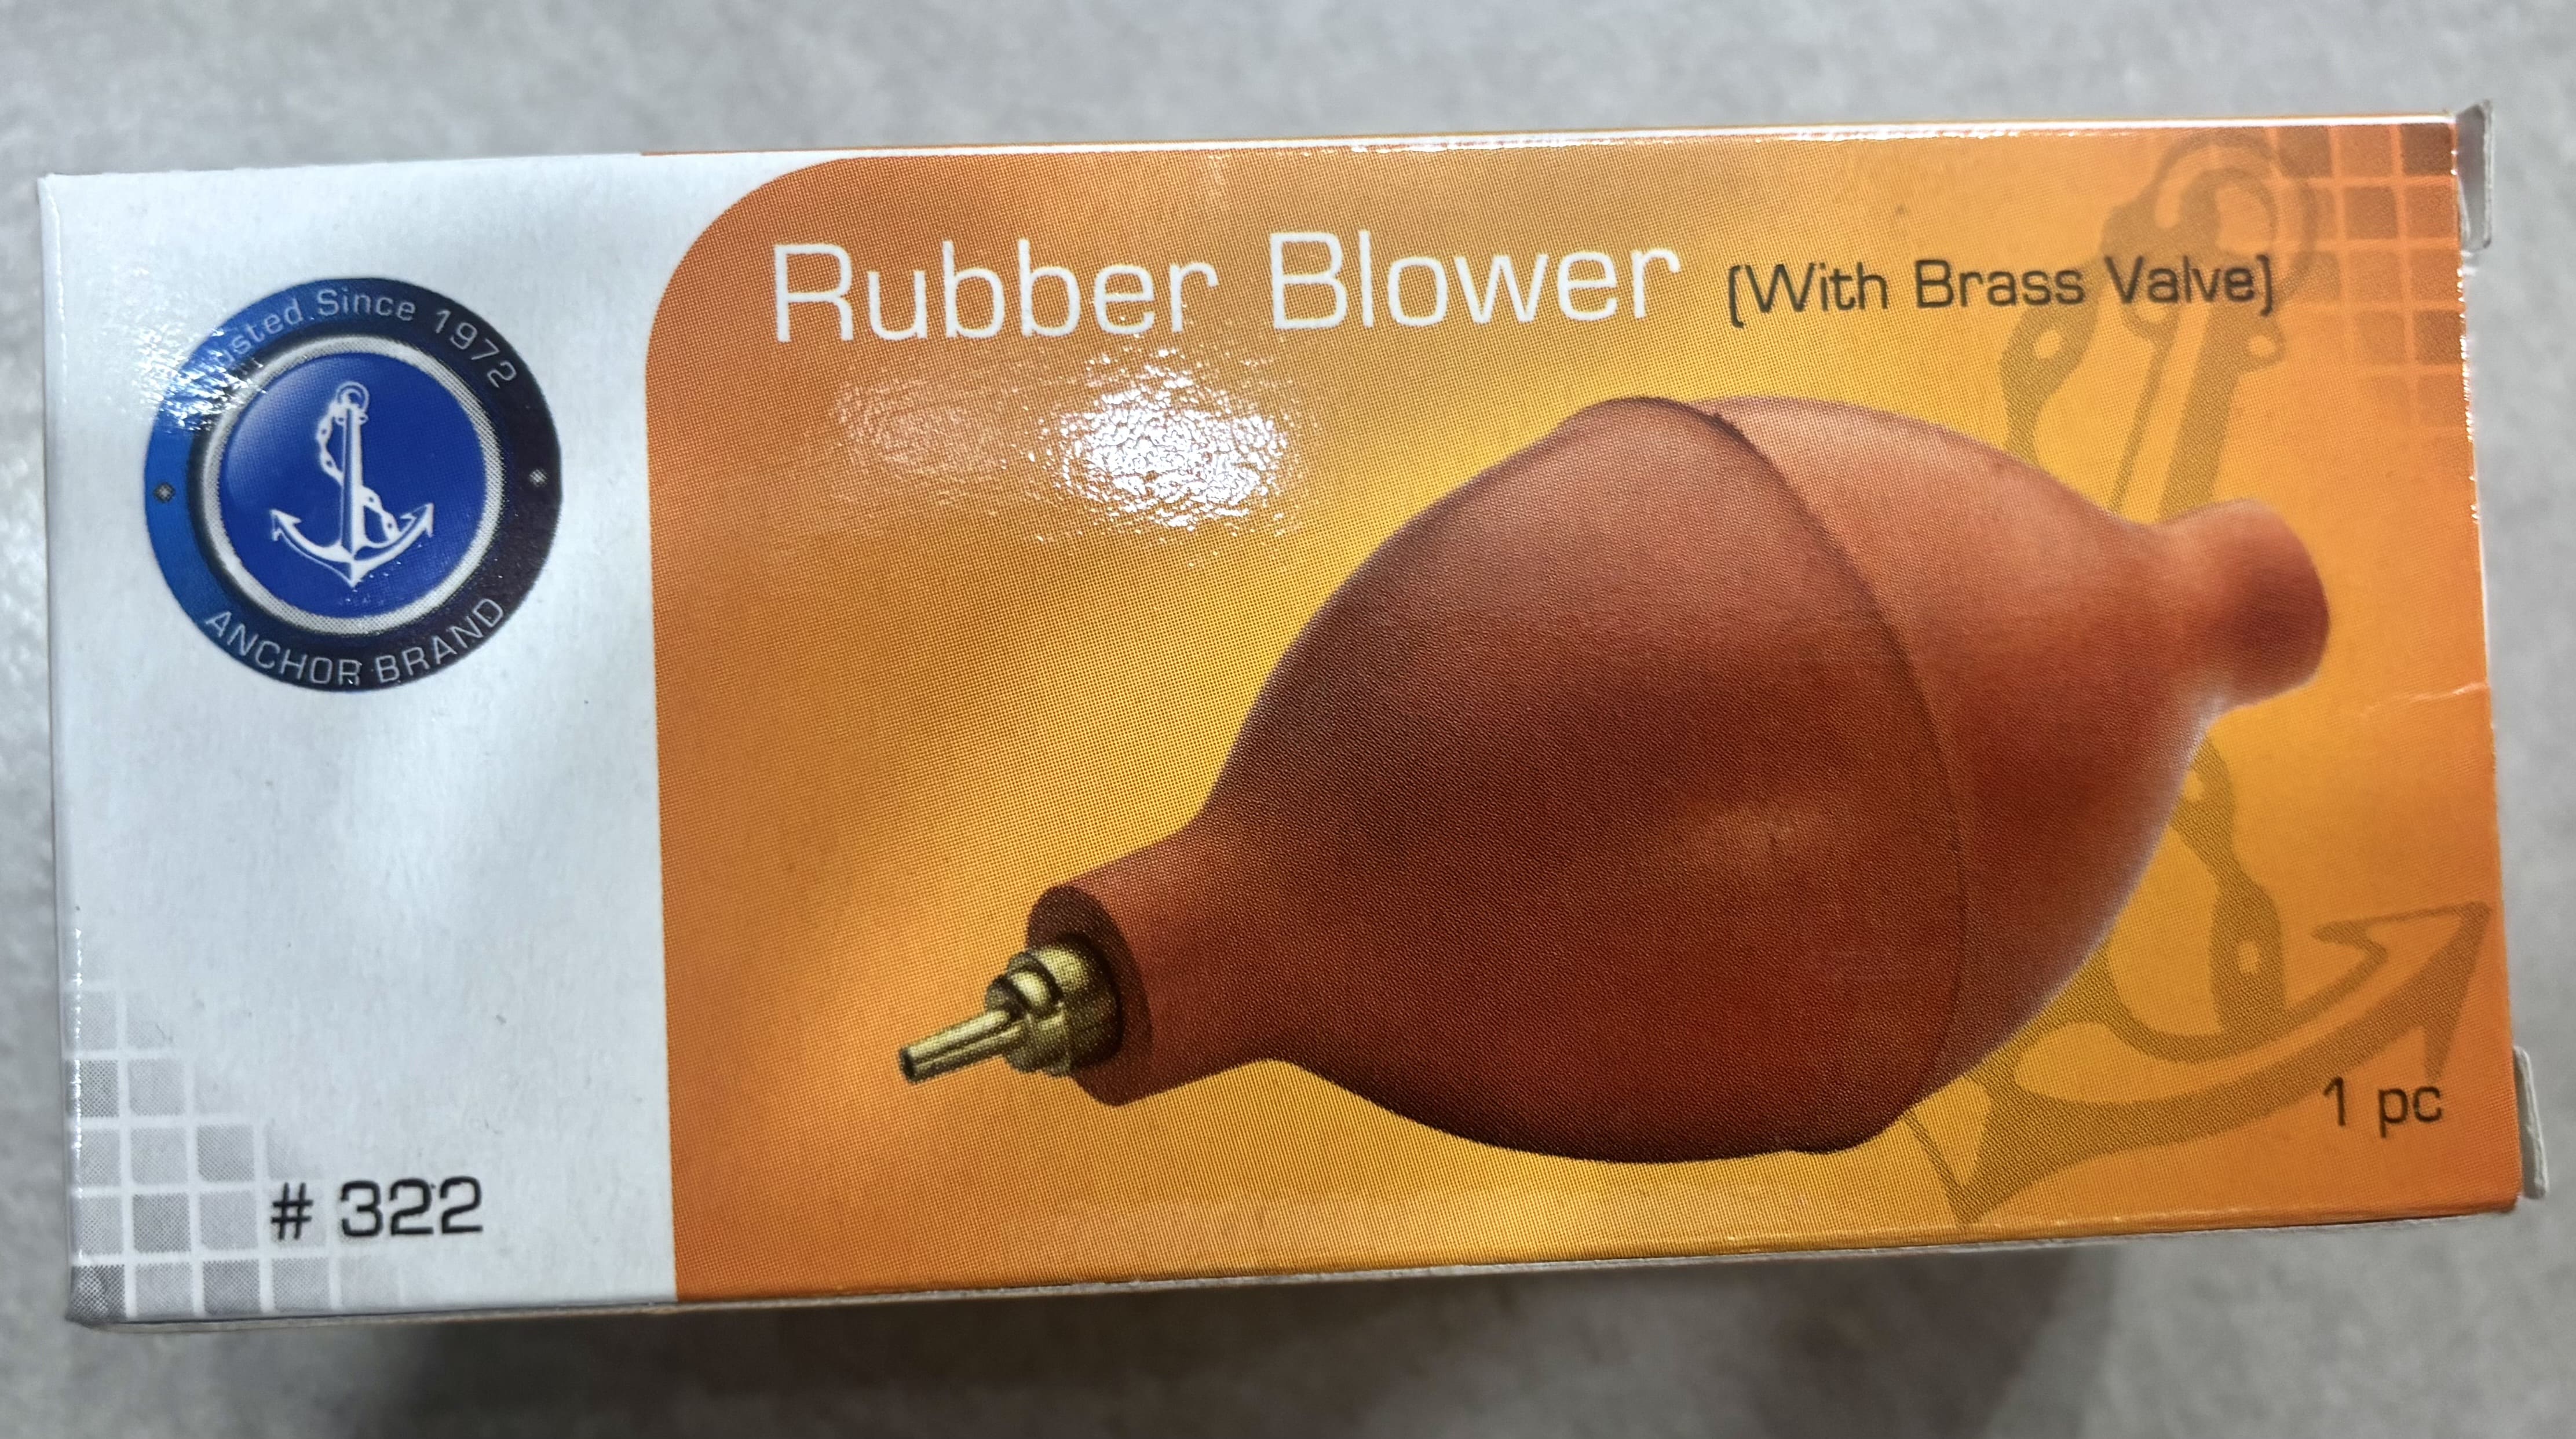 Rubber Blower (With Brass Valve)
Trusted Since 1972
ANCHOR BRAND
1 pc
# 322